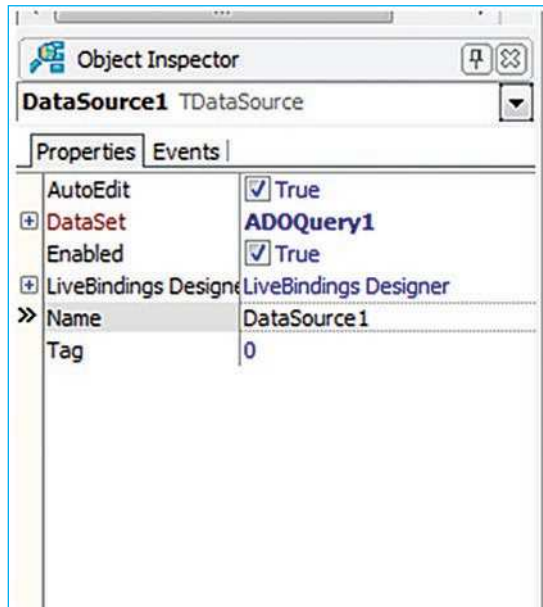 Object Inspector
DataSource1 TDataSource
Properties Events
AutoEdit True
DataSet ADOQuery1
Enabled True
LiveBindings Designe LiveBindings Designer
Name DataSource1
Tag 0